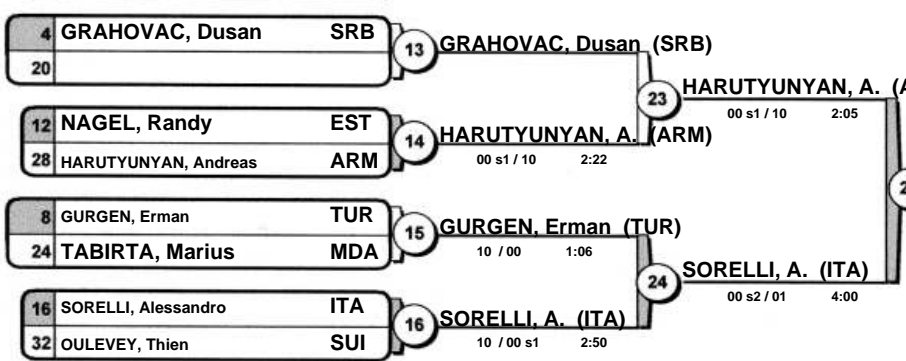 4 GRAHOVAC, Dusan SRB
20
13
GRAHOVAC, Dusan (SRB)
12 NAGEL, Randy EST
28 HARUTYUNYAN, Andreas ARM
14
HARUTYUNYAN, A. (ARM)
00 s1 / 10 2:22
23
HARUTYUNYAN, A.
00 s1 / 10 2:05
8 GURGEN, Erman TUR
24 TABIRTA, Marius MDA
15
GURGEN, Erman (TUR)
10 / 00 1:06
16 SORELLI, Alessandro ITA
32 OULEVEY, Thien SUI
16
SORELLI, A. (ITA)
10 / 00 s1 2:50
24
SORELLI, A. (ITA)
00 s2 / 01 4:00